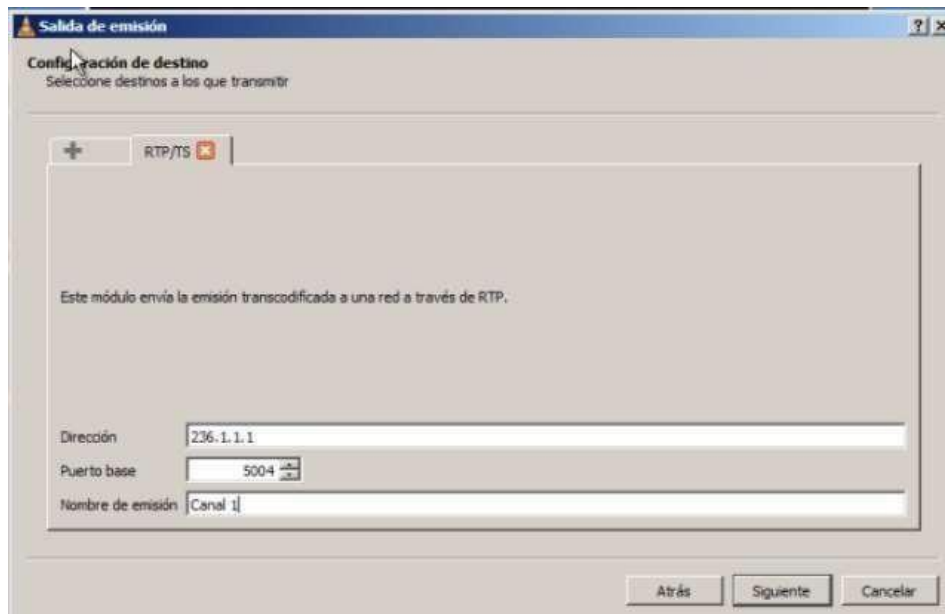 Salida de emisión
Configuración de destino
Seleccione destinos a los que transmitir
RTP/TS
Este módulo envía la emisión transcodificada a una red a través de RTP.
Dirección 236.1.1.1
Puerto base 5004
Nombre de emisión Canal 1
Atrás Siguiente Cancelar